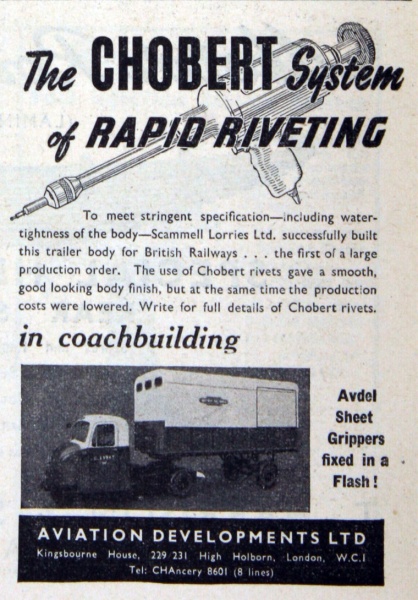 The CHOBERT System
of RAPID RIVETING
To meet stringent specification—including water-
tightness of the body—Scammell Lorries Ltd. successfully built
this trailer body for British Railways . . . the first of a large
production order. The use of Chobert rivets gave a smooth,
good looking body finish, but at the same time the production
costs were lowered. Write for full details of Chobert rivets.
in coachbuilding
Avdel
Sheet
Grippers
fixed in a
Flash!
AVIATION DEVELOPMENTS LTD
Kingsbourne House, 229 231 High Holborn, London, W.C.1
Tel: CHAncery 8601 (8 lines)